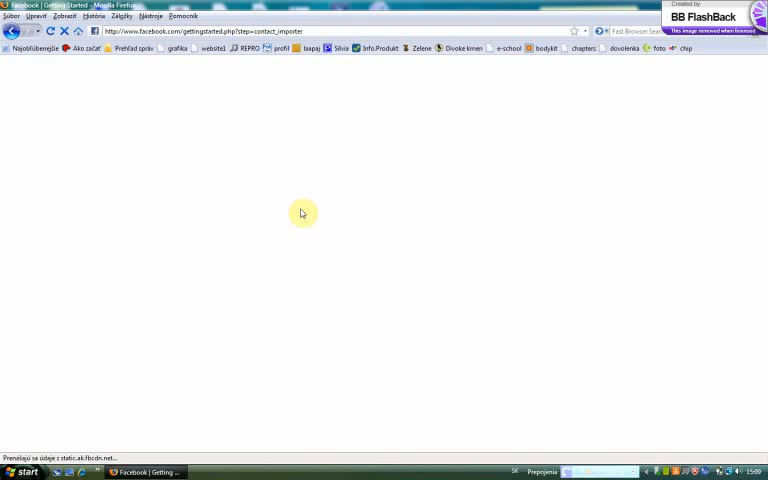 Facebook | Getting Started - Mozilla Firefox
Created by
BB FlashBack
This image removed when licensed
Súbor Upraviť Zobraziť História Záložky Nástroje Pomocník
http://www.facebook.com/gettingstarted.php?step=contact_importer
Fast Browser Sear
Najobľúbenejšie Ako začať Prehľad správ grafika website1 REPRO profil laapaj Silvia Info.Produkt Zelene Divoke kmen e-school bodykit chapters dovolenka foto chip
Prenášajú sa údaje z static.ak.fbcdn.net...
start
Facebook | Getting ...
SK
Prepojenia
15:09